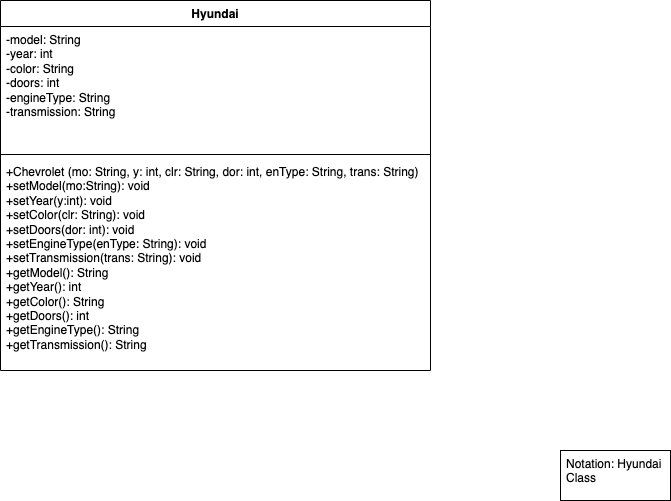 Hyundai
-model: String
-year: int
-color: String
-doors: int
-engineType: String
-transmission: String
+Chevrolet (mo: String, y: int, clr: String, dor: int, enType: String, trans: String)
+setModel(mo:String): void
+setYear(y:int): void
+setColor(clr: String): void
+setDoors(dor: int): void
+setEngineType(enType: String): void
+setTransmission(trans: String): void
+getModel(): String
+getYear(): int
+getColor(): String
+getDoors(): int
+getEngineType(): String
+getTransmission(): String
Notation: Hyundai
Class